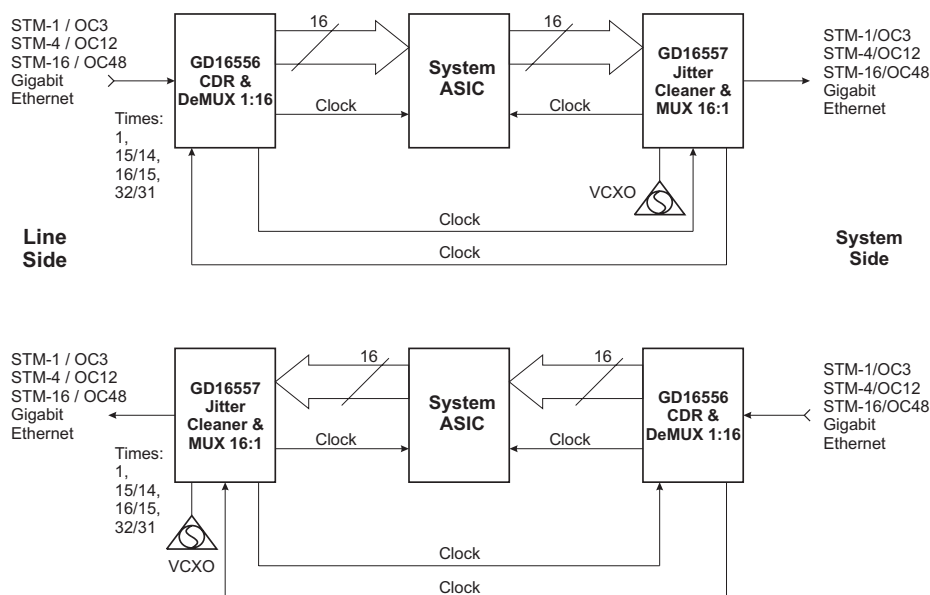 STM-1 / OC3
STM-4 / OC12
STM-16 / OC48
Gigabit
Ethernet
Times:
1,
15/14,
16/15,
32/31
GD16556
CDR &
DeMUX 1:16
16
Clock
System
ASIC
16
Clock
GD16557
Jitter
Cleaner &
MUX 16:1
STM-1/OC3
STM-4/OC12
STM-16/OC48
Gigabit
Ethernet
VCXO
Clock
Clock
Line
Side
System
Side
STM-1 / OC3
STM-4 / OC12
STM-16 / OC48
Gigabit
Ethernet
Times:
1,
15/14,
16/15,
32/31
GD16557
Jitter
Cleaner &
MUX 16:1
16
Clock
System
ASIC
16
Clock
GD16556
CDR &
DeMUX 1:16
STM-1/OC3
STM-4/OC12
STM-16/OC48
Gigabit
Ethernet
VCXO
Clock
Clock